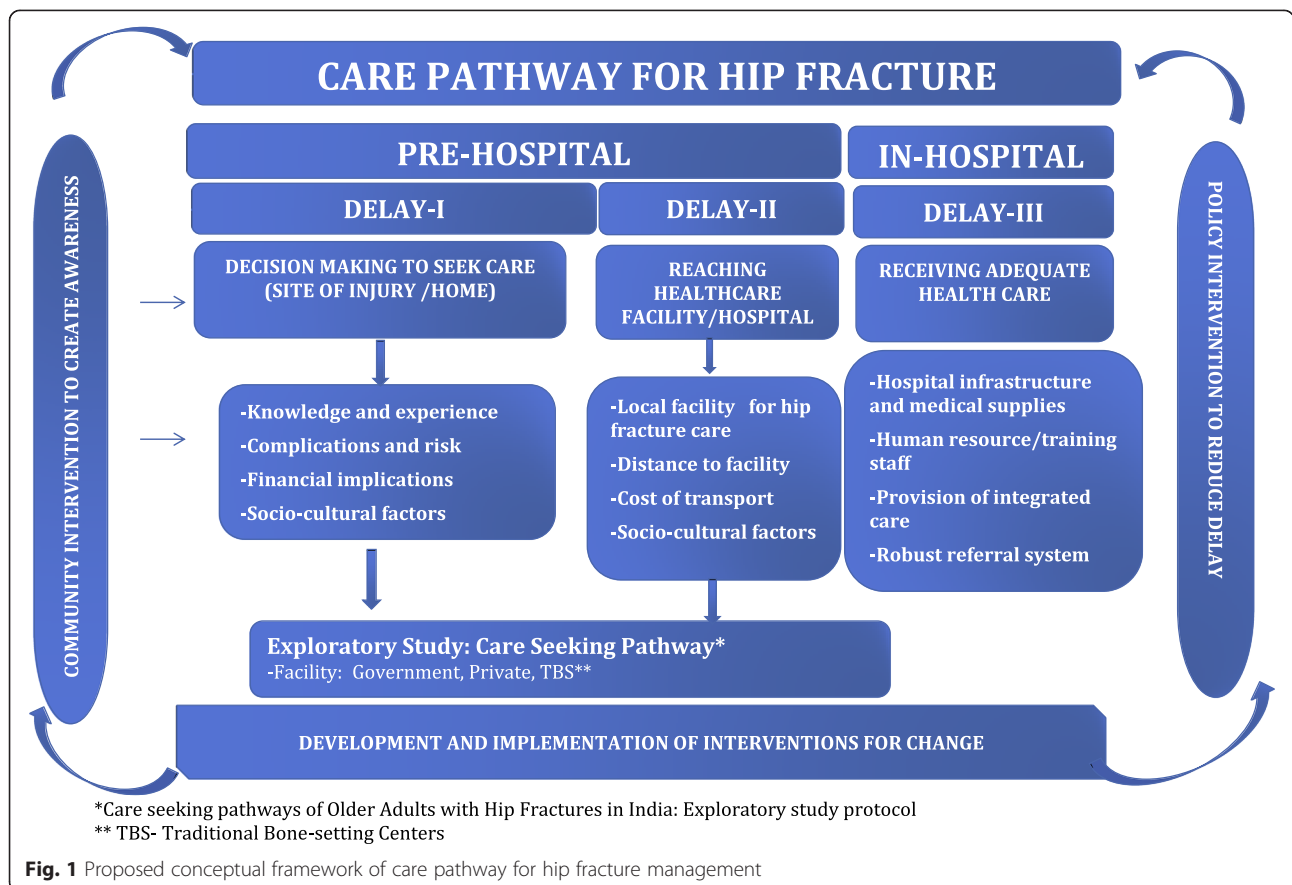 CARE PATHWAY FOR HIP FRACTURE
PRE-HOSPITAL
IN-HOSPITAL
DELAY-I
DELAY-II
DELAY-III
DECISION MAKING TO SEEK CARE
(SITE OF INJURY /HOME)
REACHING
HEALTHCARE
FACILITY/HOSPITAL
RECEIVING ADEQUATE
HEALTH CARE
-Knowledge and experience
-Complications and risk
-Financial implications
-Socio-cultural factors
-Local facility for hip
fracture care
-Distance to facility
-Cost of transport
-Socio-cultural factors
-Hospital infrastructure
and medical supplies
-Human resource/training
staff
-Provision of integrated
care
-Robust referral system
COMMUNITY INTERVENTION TO CREATE AWARENESS
POLICY INTERVENTION TO REDUCE DELAY
Exploratory Study: Care Seeking Pathway*
-Facility: Government, Private, TBS**
DEVELOPMENT AND IMPLEMENTATION OF INTERVENTIONS FOR CHANGE
*Care seeking pathways of Older Adults with Hip Fractures in India: Exploratory study protocol
** TBS- Traditional Bone-setting Centers
Fig. 1 Proposed conceptual framework of care pathway for hip fracture management